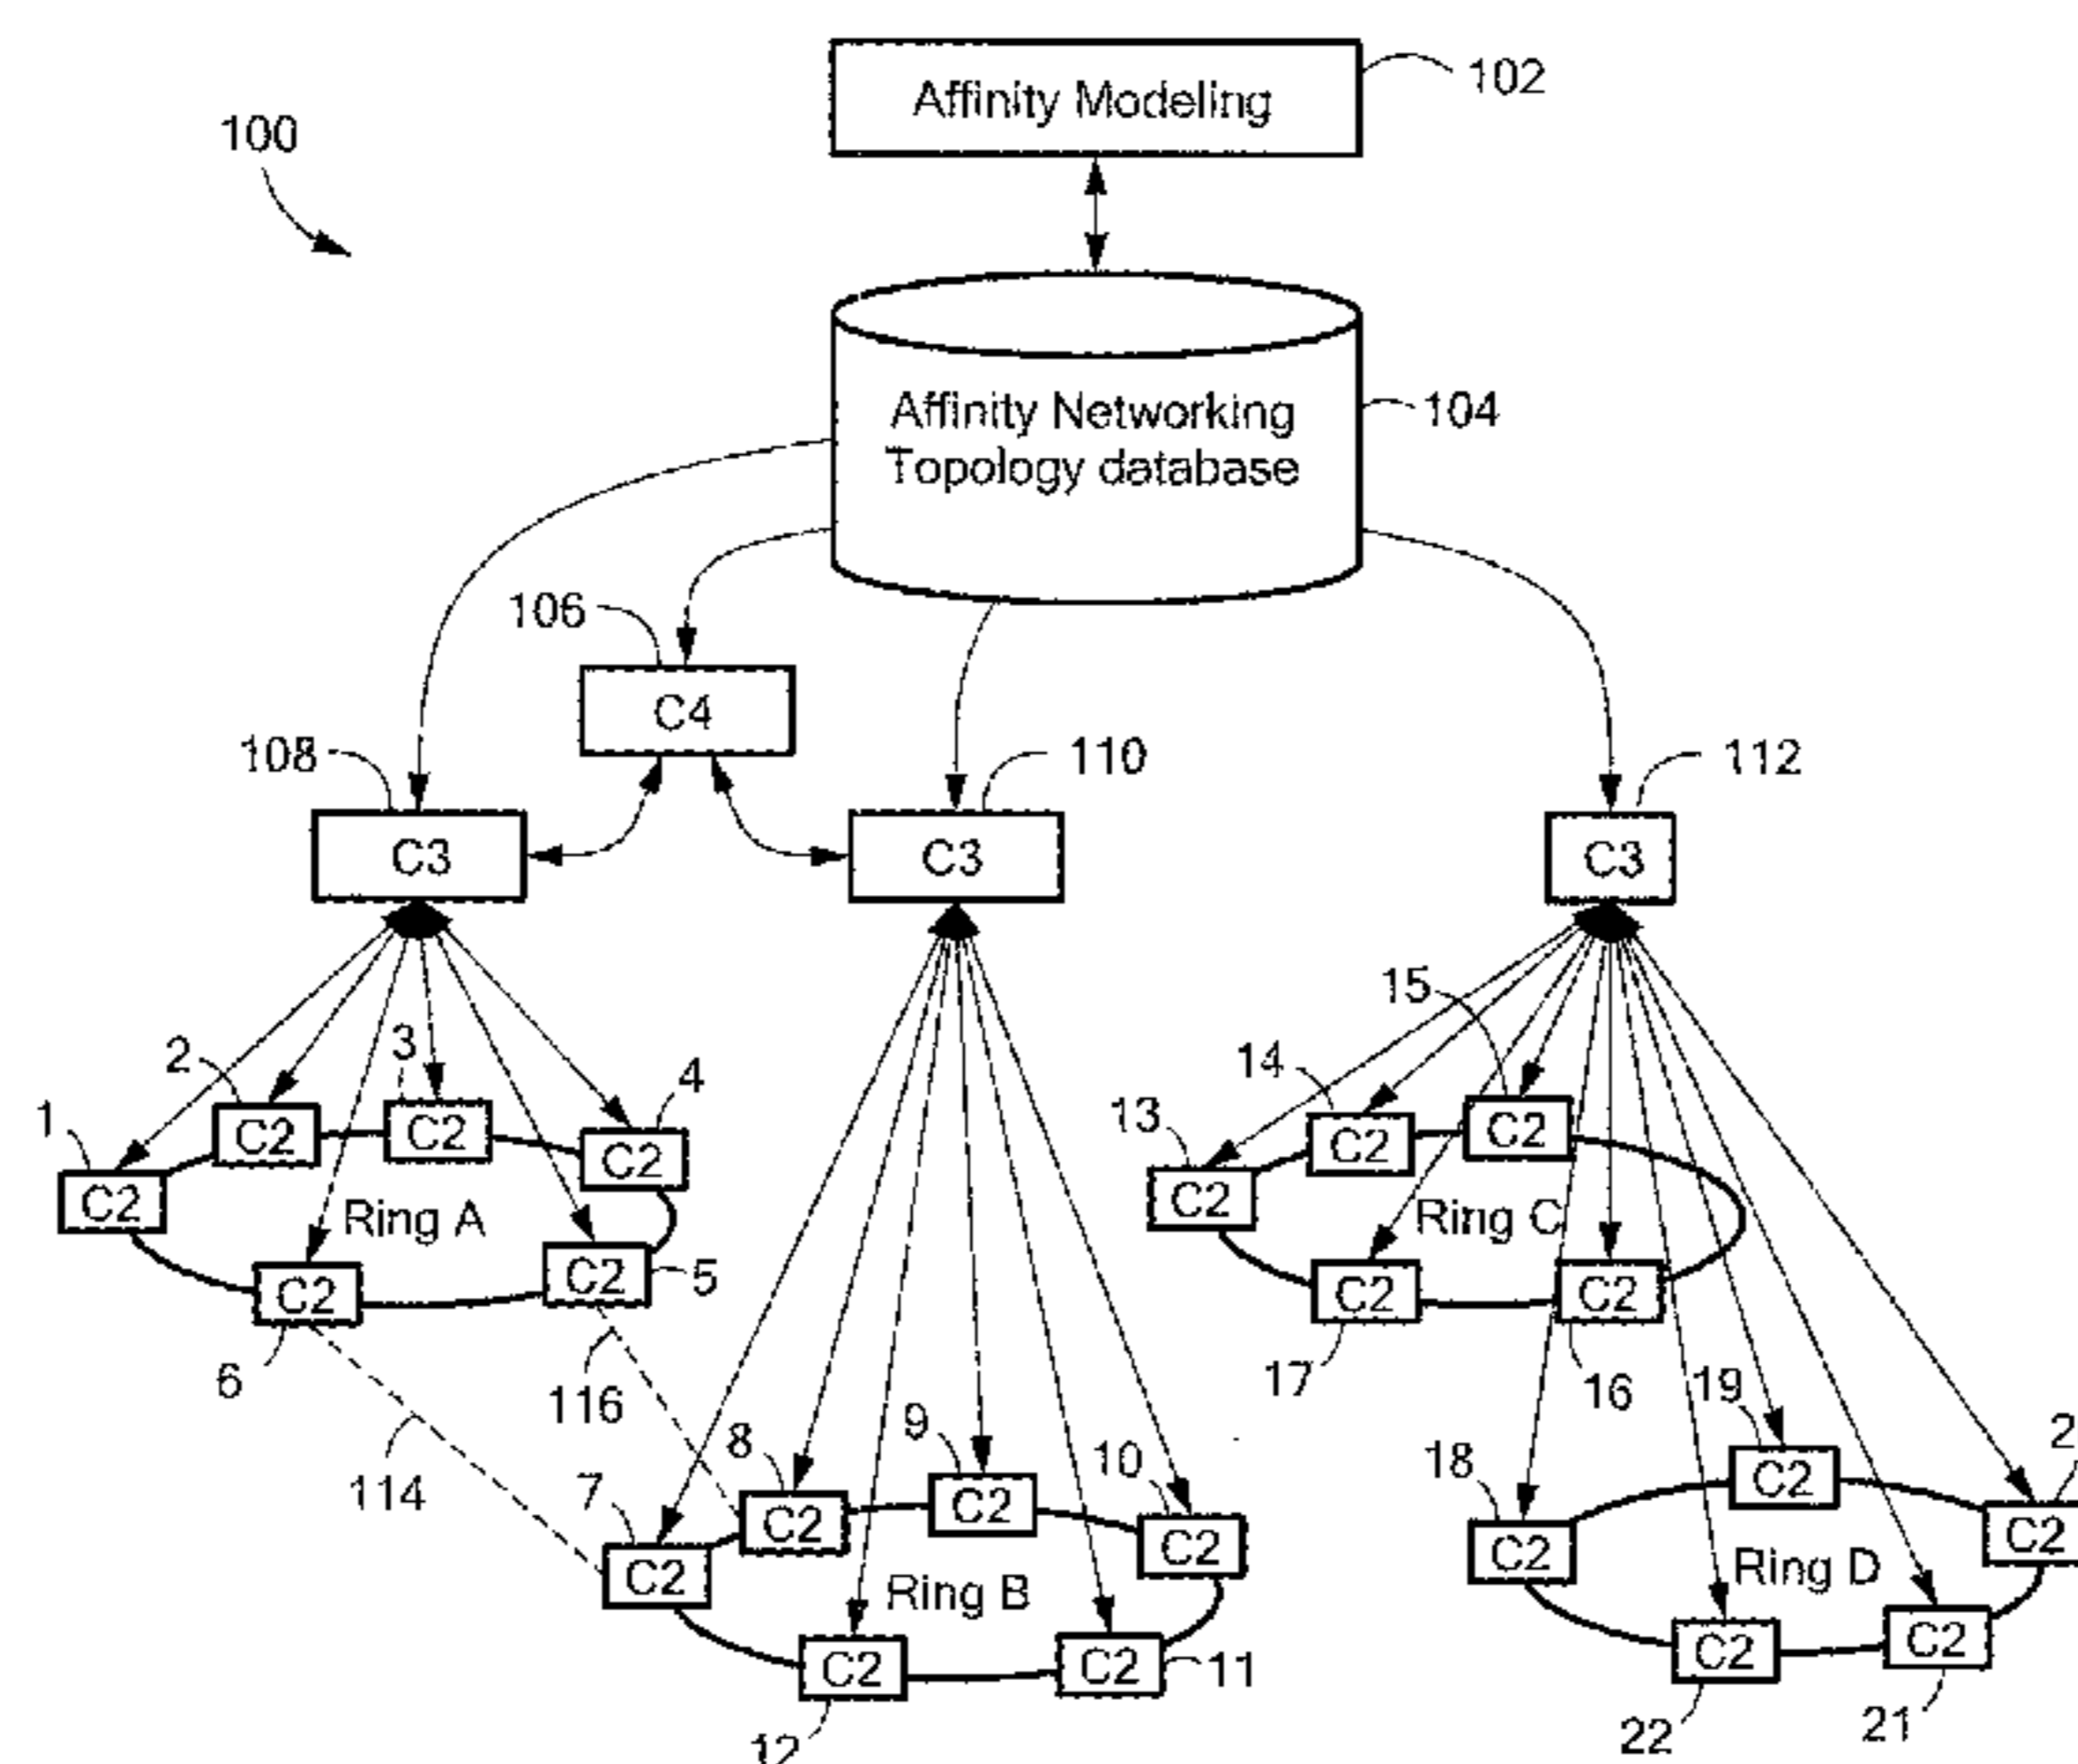 Affinity Modeling
102
100
Affinity Networking
Topology database
104
106
C4
108
C3
110
C3
112
C3
1
2
3
4
5
6
C2
C2
C2
C2
C2
C2
Ring A
114
116
7
8
9
10
11
12
C2
C2
C2
C2
C2
C2
Ring B
13
14
15
16
17
C2
C2
C2
C2
C2
Ring C
18
19
21
22
C2
C2
C2
C2
C2
Ring D